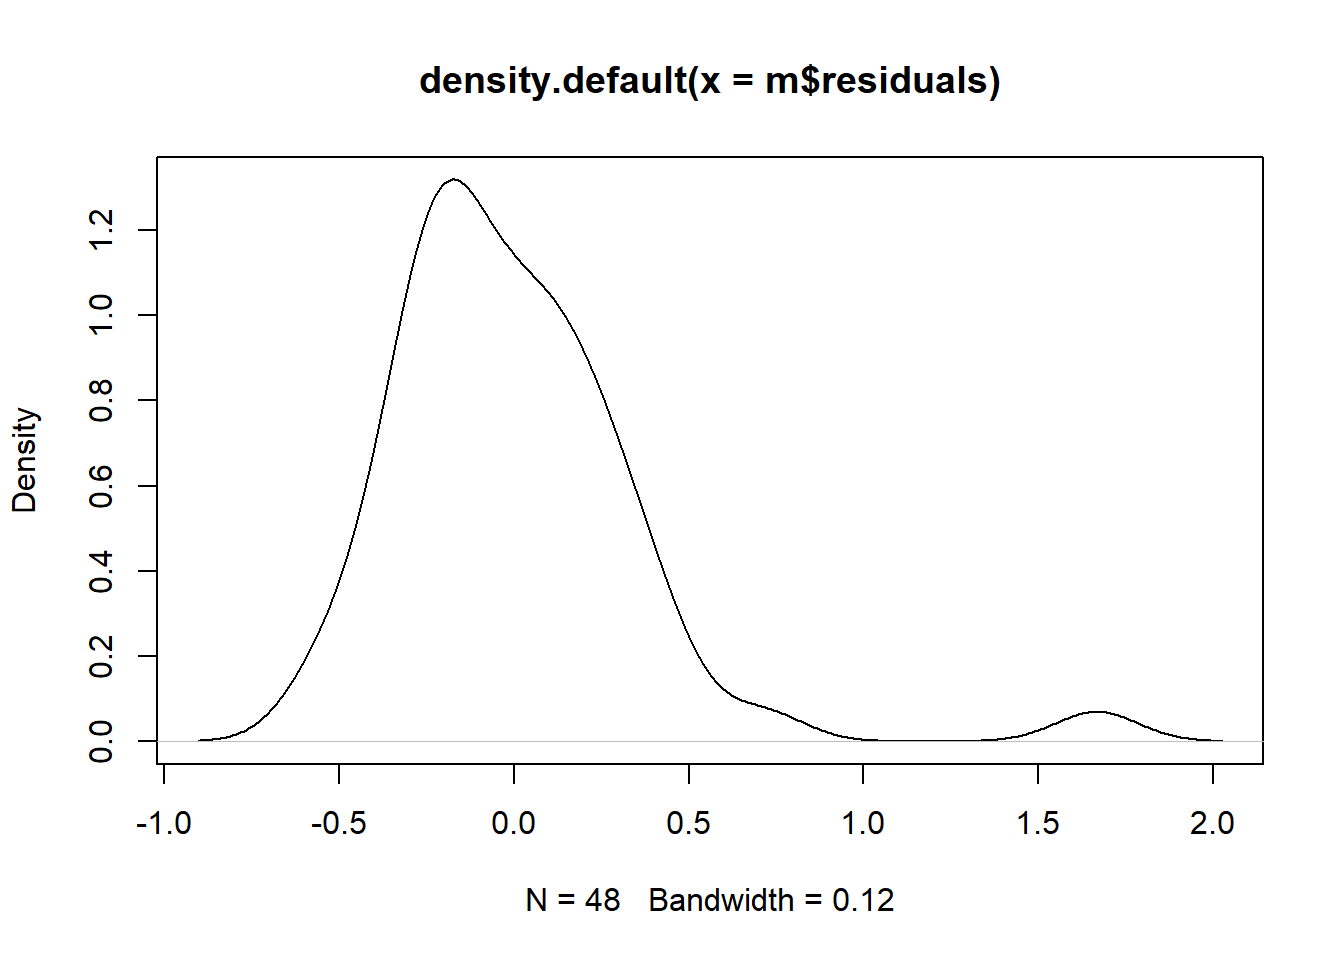 density.default(x = m$residuals)
Density
0.0 0.2 0.4 0.6 0.8 1.0 1.2
-1.0 -0.5 0.0 0.5 1.0 1.5 2.0
N = 48 Bandwidth = 0.12